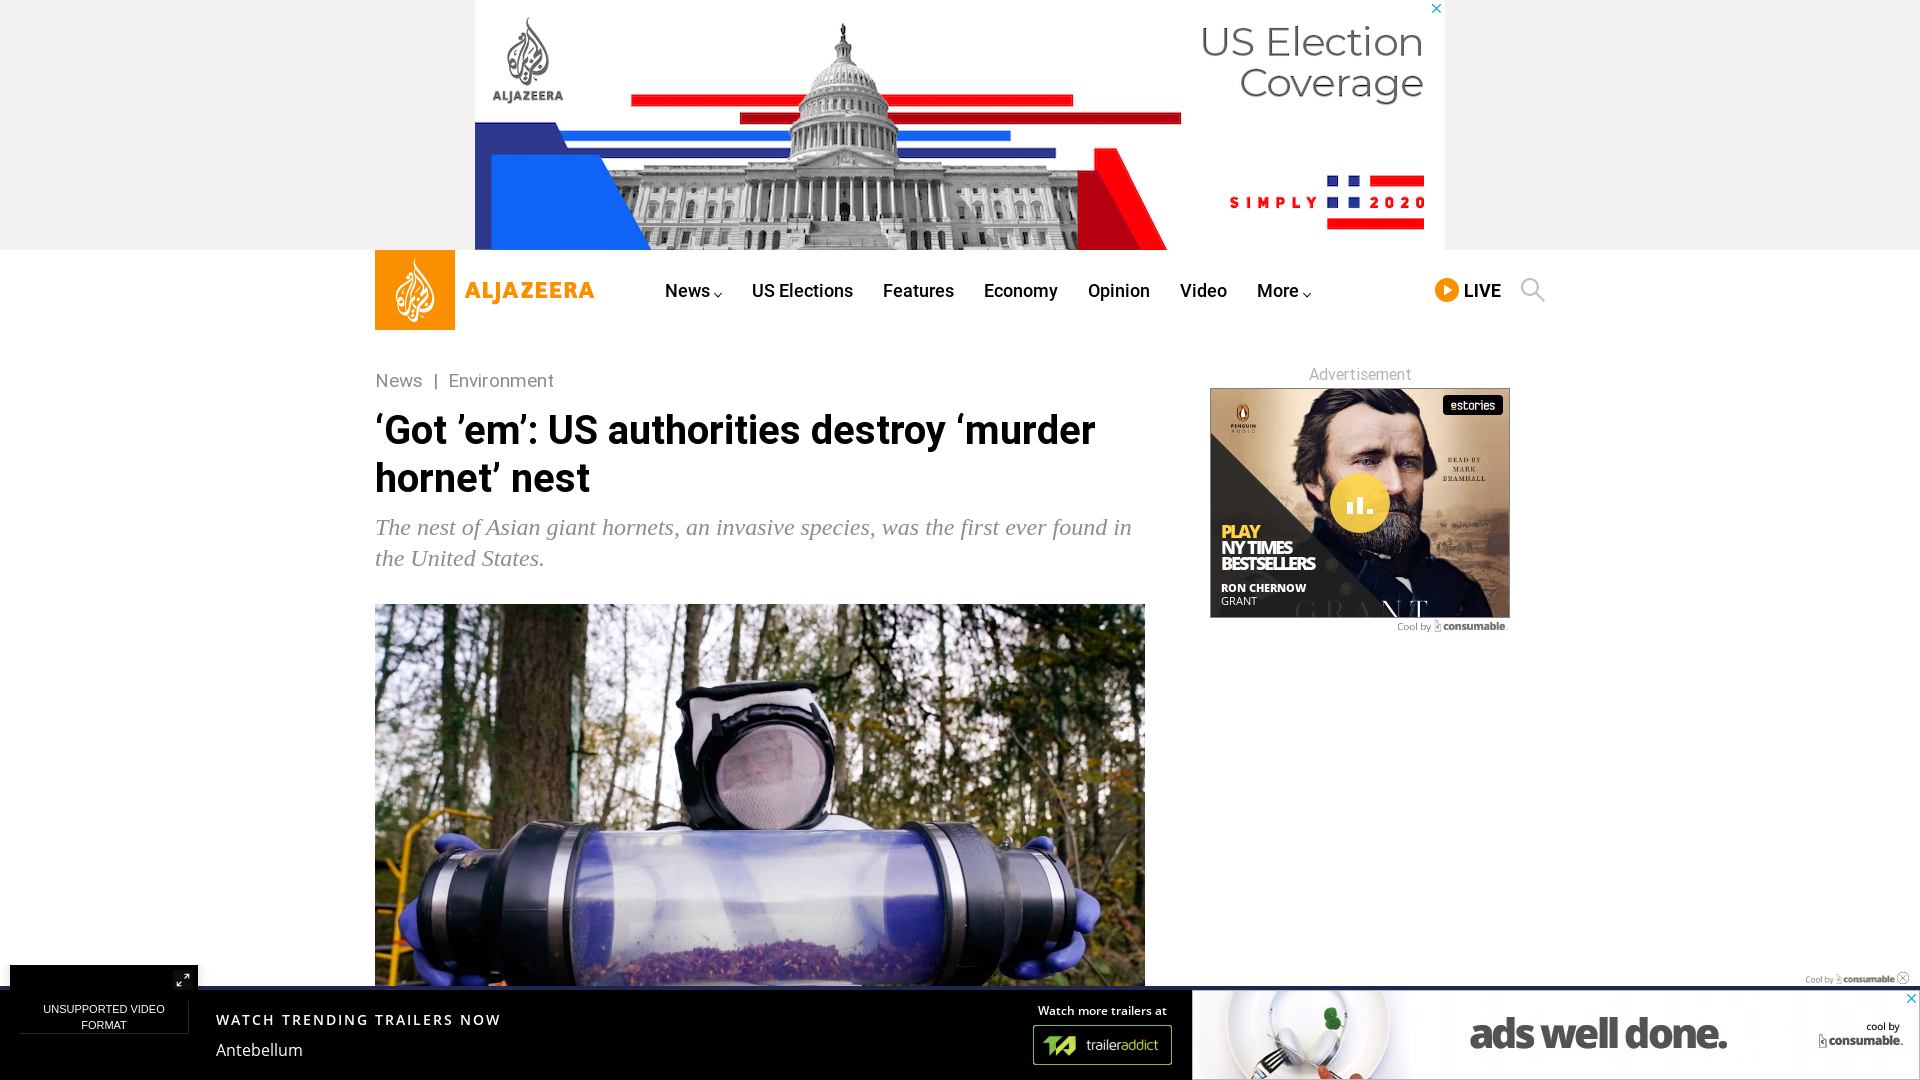 ALJAZEERA
US Election
Coverage
SIMPLY 2020
ALJAZEERA
News
US Elections
Features
Economy
Opinion
Video
More
LIVE
News | Environment
‘Got ’em’: US authorities destroy ‘murder
hornet’ nest
The nest of Asian giant hornets, an invasive species, was the first ever found in
the United States.
Advertisement
estories
PENGUIN
AUDIO
READ BY
MARK
BRAMHALL
PLAY
NY TIMES
BESTSELLERS
RON CHERNOW
GRANT
GRANT
Cool by consumable.
Cool by consumable
UNSUPPORTED VIDEO
FORMAT
WATCH TRENDING TRAILERS NOW
Antebellum
Watch more trailers at
TA traileraddict
ads well done.
cool by
consumable.